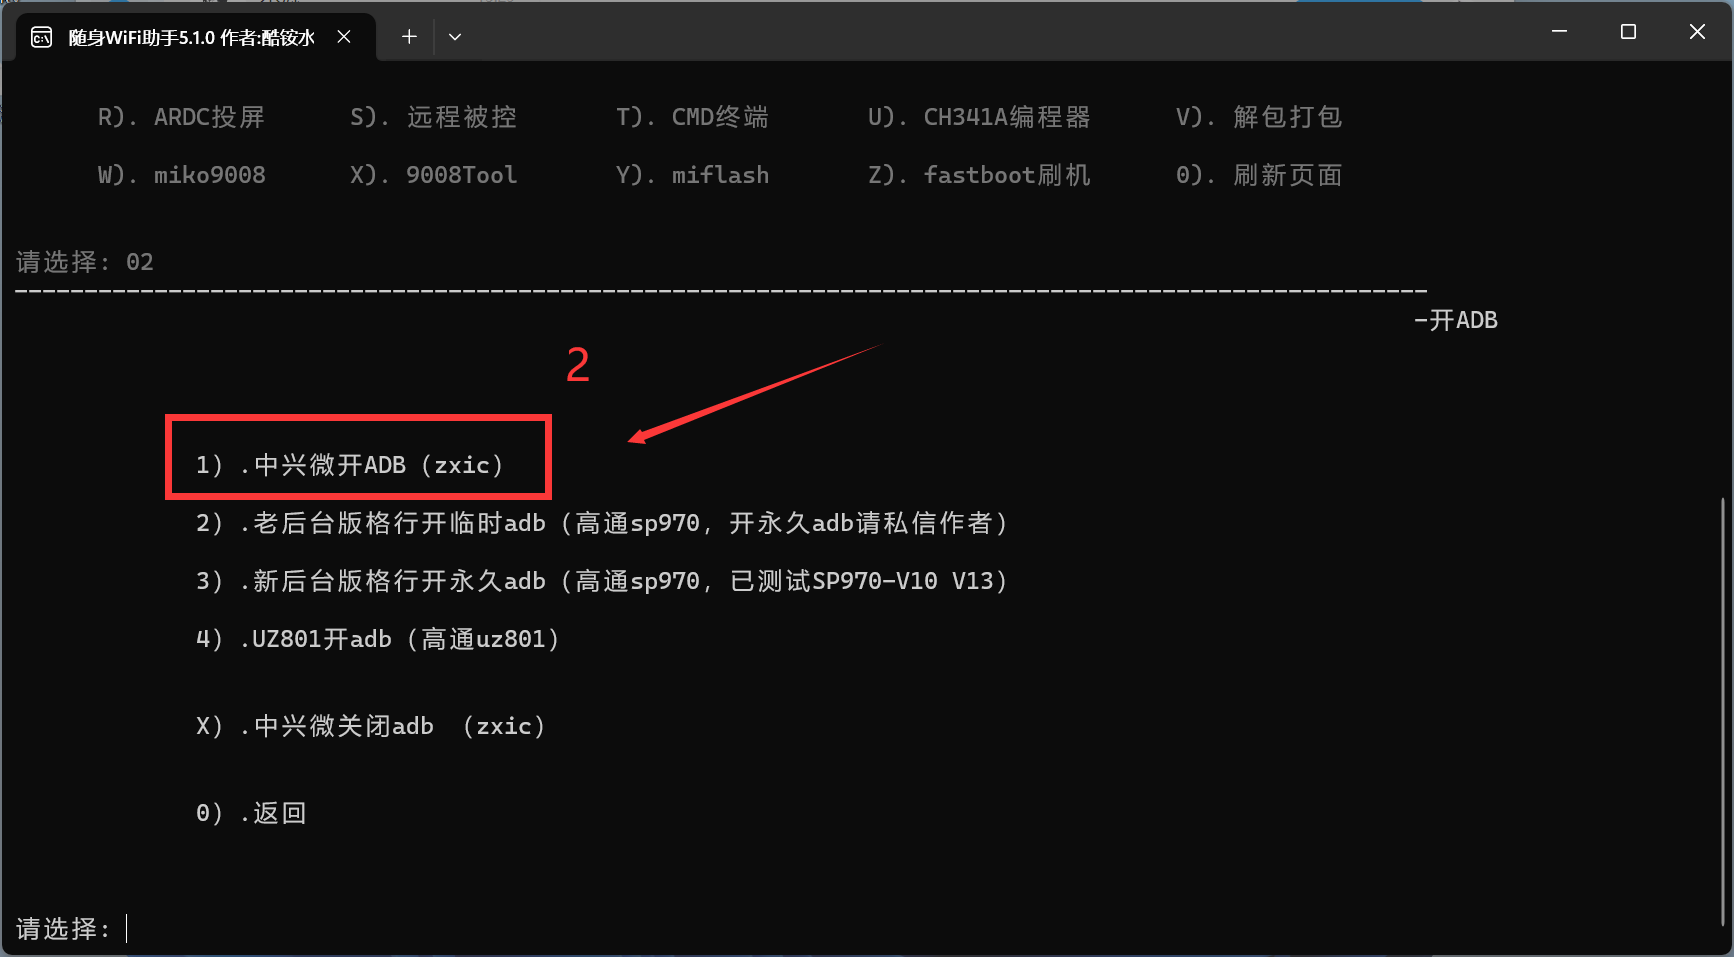 随身WiFi助手5.1.0 作者:酷铵水
R). ARDC投屏 S). 远程被控 T). CMD终端 U). CH341A编程器 V). 解包打包
W). miko9008 X). 9008Tool Y). miflash Z). fastboot刷机 0). 刷新页面
请选择: 02
----------------------------------------------------------------------------------------------------
-开ADB
2
1) .中兴微开ADB（zxic）
2) .老后台版格行开临时adb（高通sp970, 开永久adb请私信作者）
3) .新后台版格行开永久adb（高通sp970, 已测试SP970-V10 V13）
4) .UZ801开adb（高通uz801）
X) .中兴微关闭adb （zxic）
0) .返回
请选择: